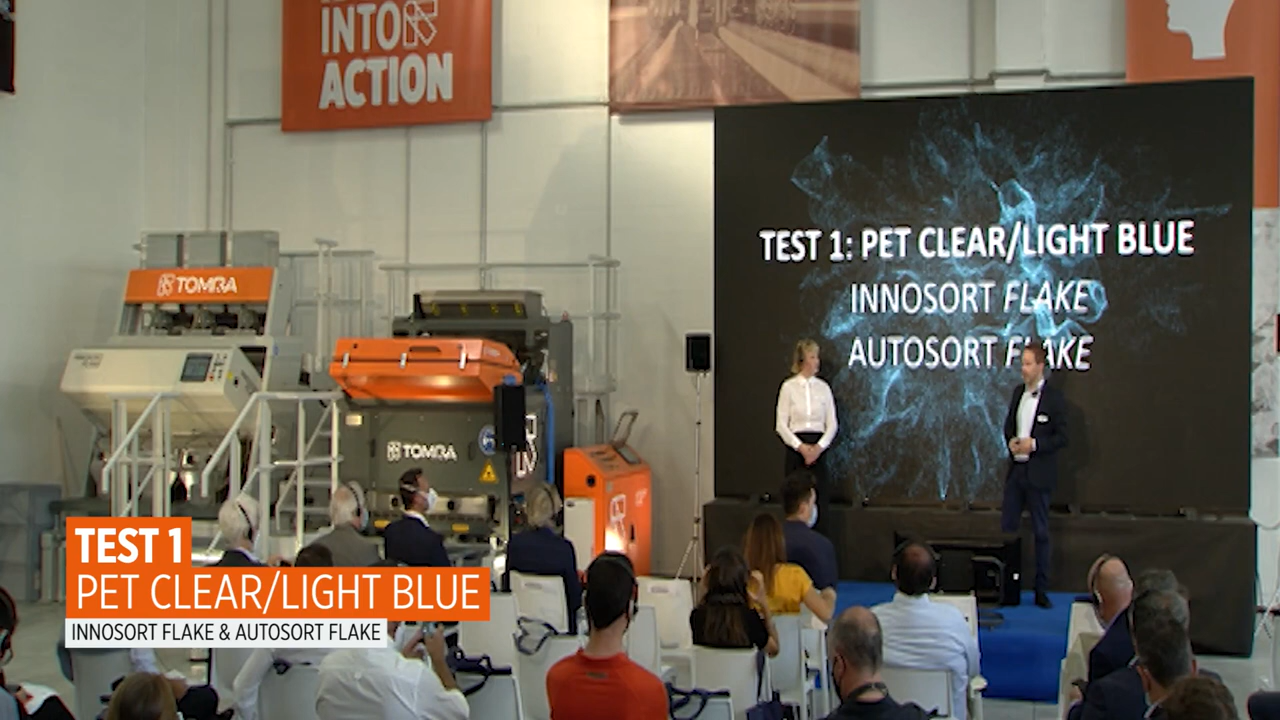 INTO
ACTION
TEST 1: PET CLEAR/LIGHT BLUE
INNOSORT FLAKE
AUTOSORT FLAKE
TOMRA
TOMRA
TEST 1
PET CLEAR/LIGHT BLUE
INNOSORT FLAKE & AUTOSORT FLAKE